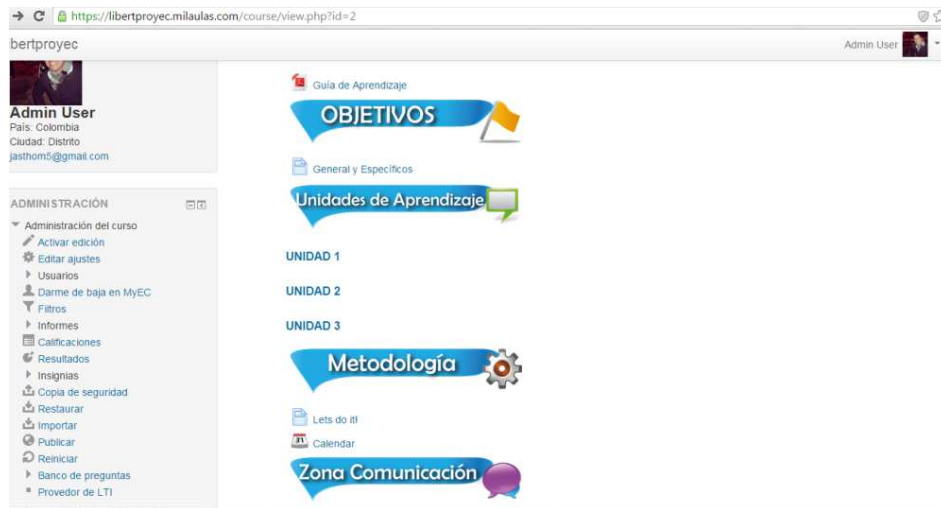 https://libertproyec.milaulas.com/course/view.php?id=2
bertproyec
Admin User
Admin User
País: Colombia
Ciudad: Distrito
jasthom5@gmail.com
ADMINISTRACIÓN
Administración del curso
Activar edición
Editar ajustes
Usuarios
Darme de baja en MyEC
Filtros
Informes
Calificaciones
Resultados
Insignias
Copia de seguridad
Restaurar
Importar
Publicar
Reiniciar
Banco de preguntas
Provedor de LTI
Guía de Aprendizaje
OBJETIVOS
General y Específicos
Unidades de Aprendizaje
UNIDAD 1
UNIDAD 2
UNIDAD 3
Metodología
Lets do it!
Calendar
Zona Comunicación